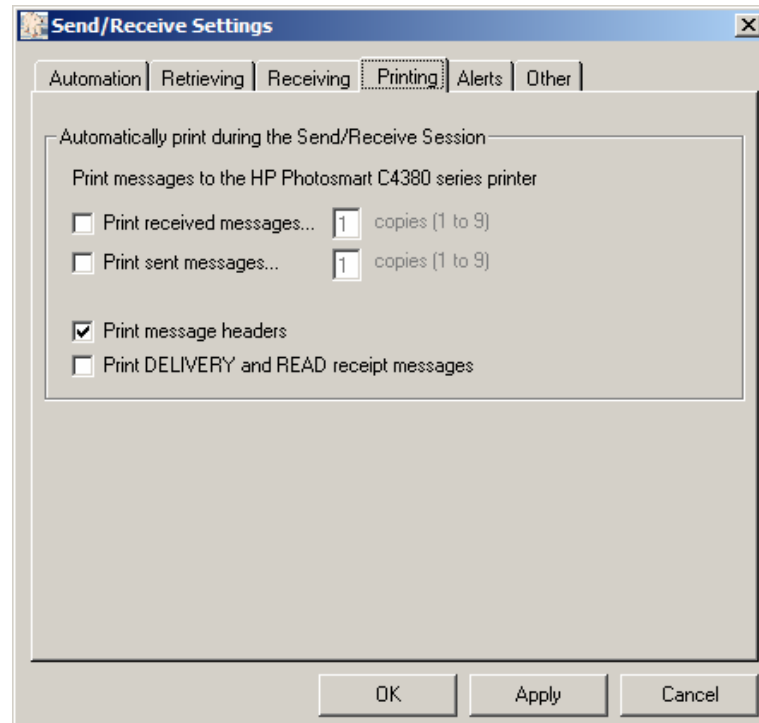 Send/Receive Settings
Automation Retrieving Receiving Printing Alerts Other
Automatically print during the Send/Receive Session
Print messages to the HP Photosmart C4380 series printer
Print received messages... 1 copies (1 to 9)
Print sent messages... 1 copies (1 to 9)
Print message headers
Print DELIVERY and READ receipt messages
OK Apply Cancel